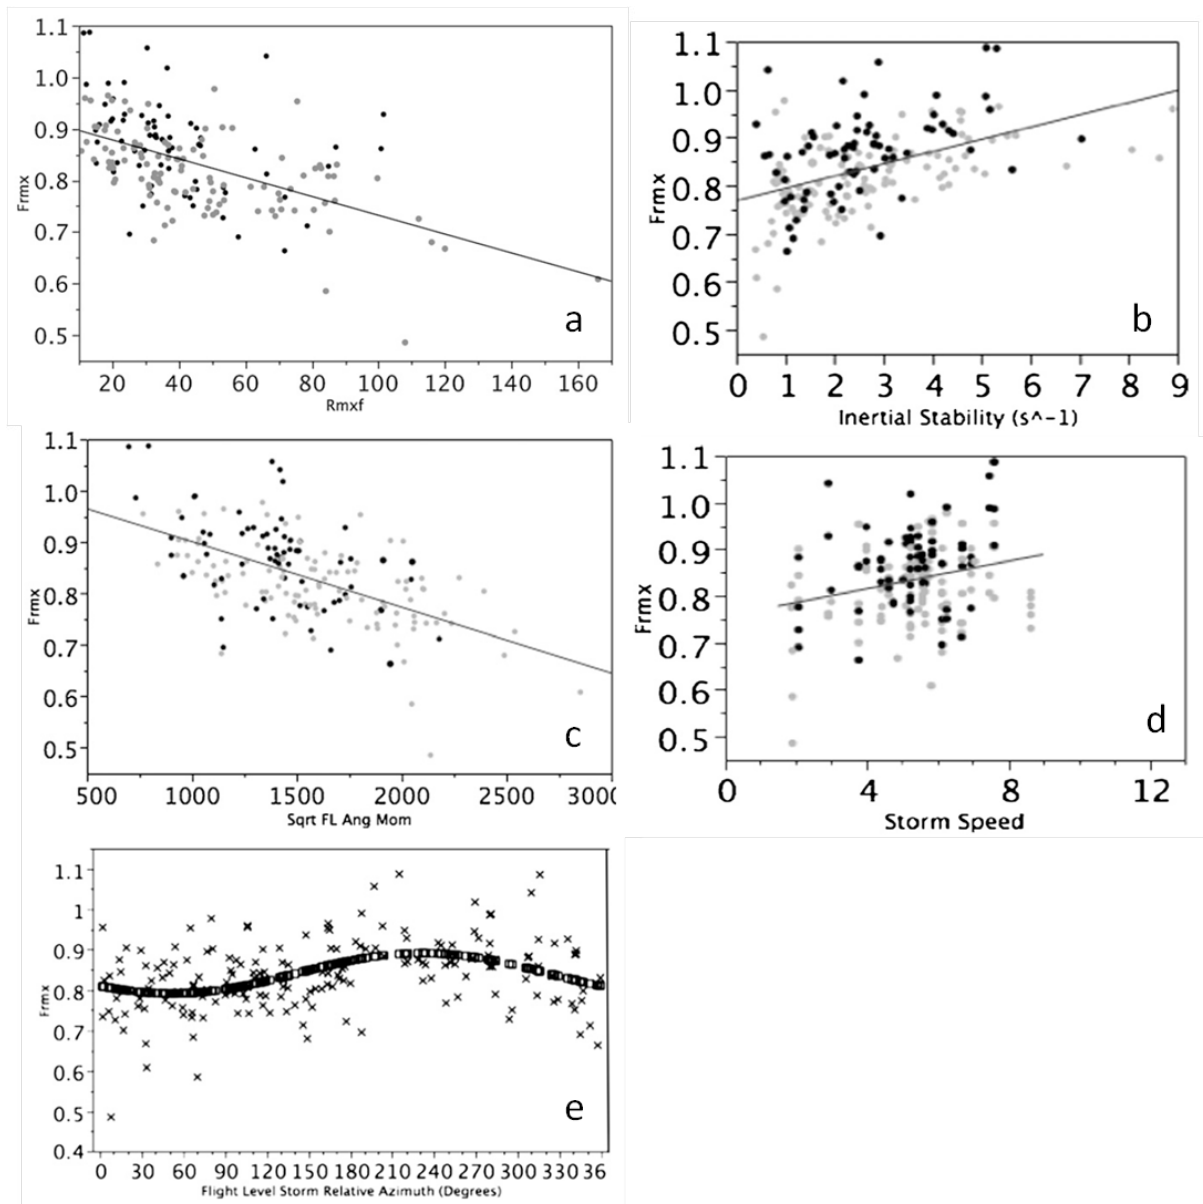 1.1
1.0
0.9
0.8
0.7
0.6
0.5
Frmx
20 40 60 80 100 120 140 160
Rmxf
a
1.1
1.0
0.9
0.8
0.7
0.6
0.5
Frmx
0 1 2 3 4 5 6 7 8 9
Inertial Stability (s^-1)
b
1.1
1.0
0.9
0.8
0.7
0.6
0.5
Frmx
500 1000 1500 2000 2500 3000
Sqrt FL Ang Mom
c
1.1
1.0
0.9
0.8
0.7
0.6
0.5
Frmx
0 4 8 12
Storm Speed
d
1.1
1
0.9
0.8
0.7
0.6
0.5
0.4
Frmx
0 30 60 90 120 150 180 210 240 270 300 330 36
Flight Level Storm Relative Azimuth (Degrees)
e